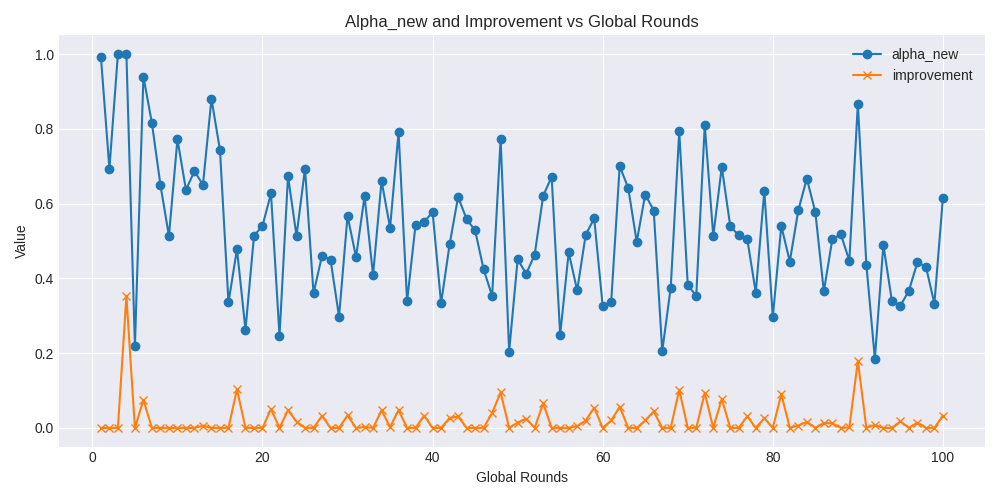 Alpha_new and Improvement vs Global Rounds
alpha_new
improvement
Value
1.0
0.8
0.6
0.4
0.2
0.0
0
20
40
60
80
100
Global Rounds